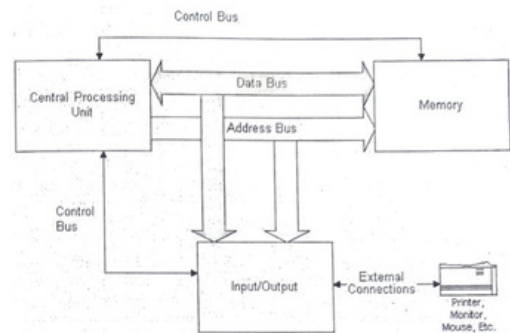 Control Bus
Data Bus
Central Processing
Unit
Memory
Address Bus
Control
Bus
Input/Output
External
Connections
Printer,
Monitor,
Mouse, Etc.